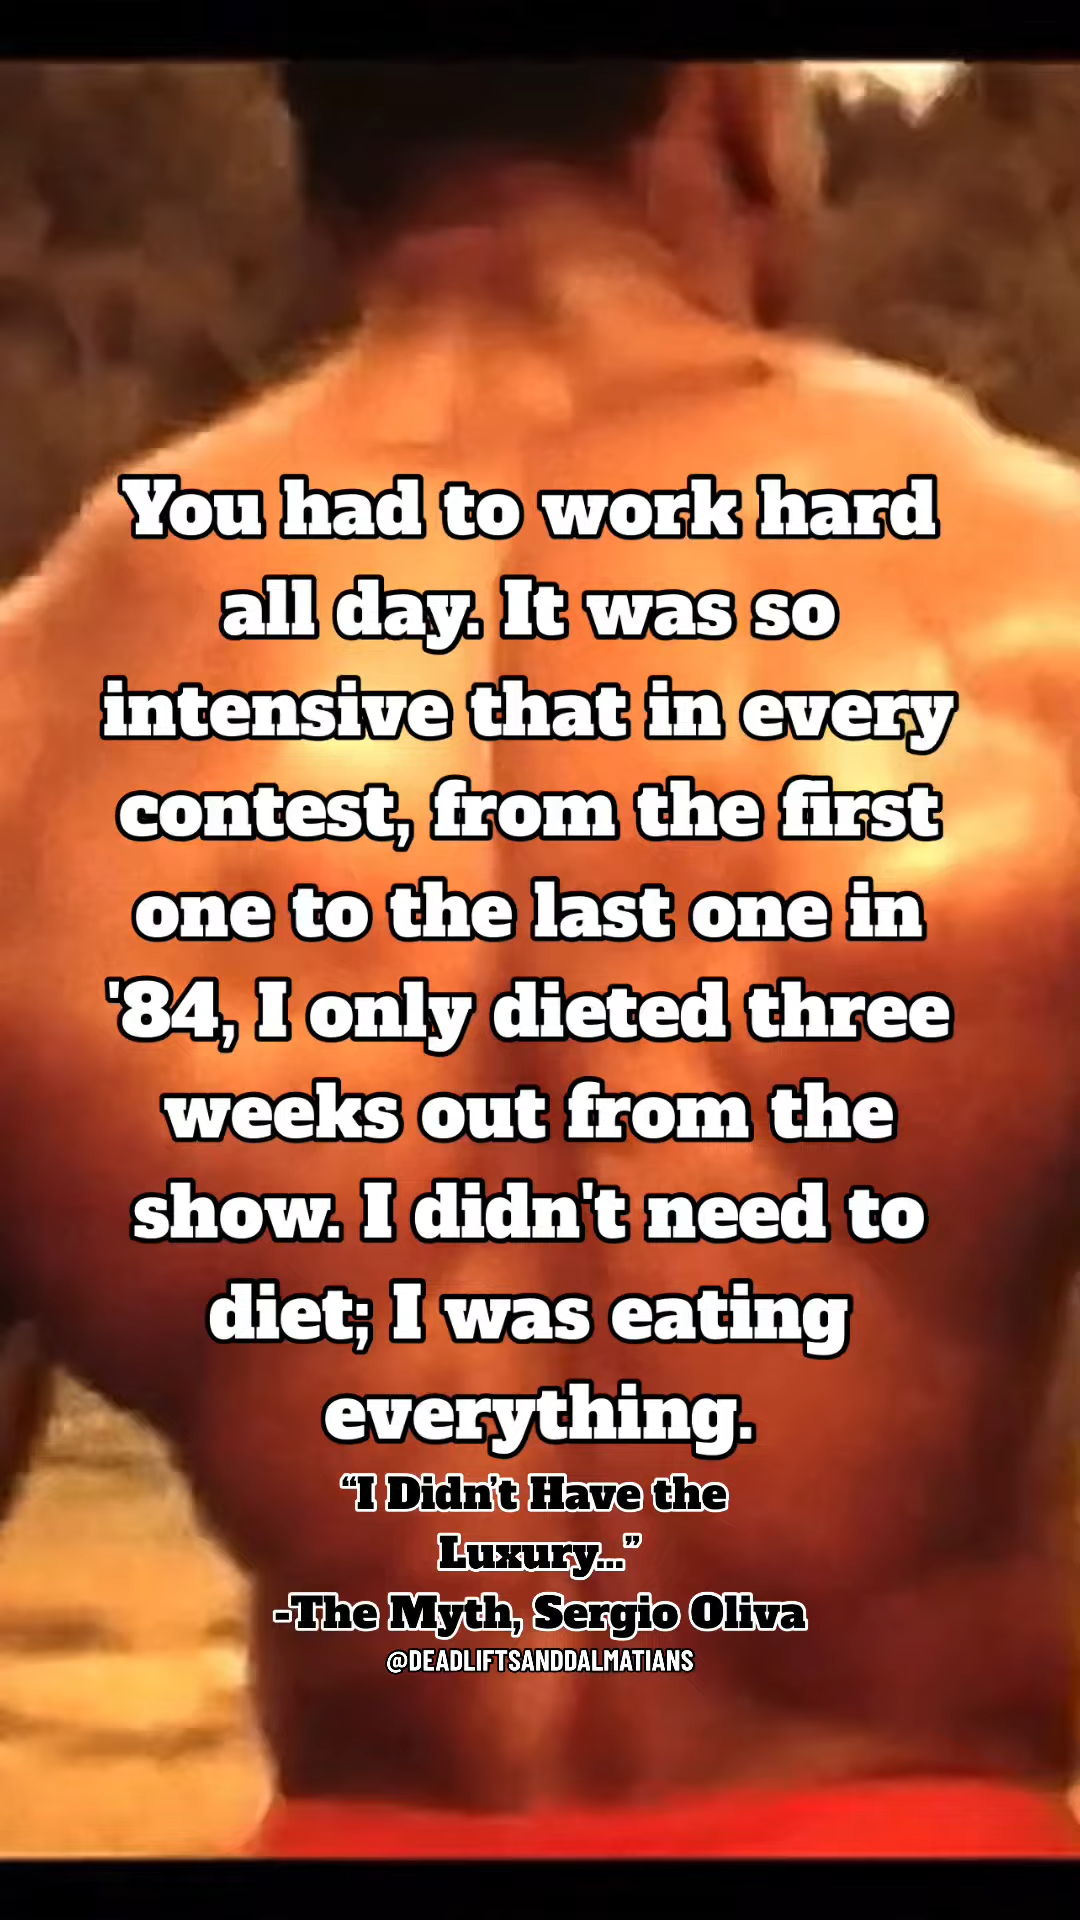 You had to work hard
all day. It was so
intensive that in every
contest, from the first
one to the last one in
'84, I only dieted three
weeks out from the
show. I didn't need to
diet; I was eating
everything.
“I Didn’t Have the
Luxury...”
-The Myth, Sergio Oliva
@DEADLIFTSANDDALMATIANS